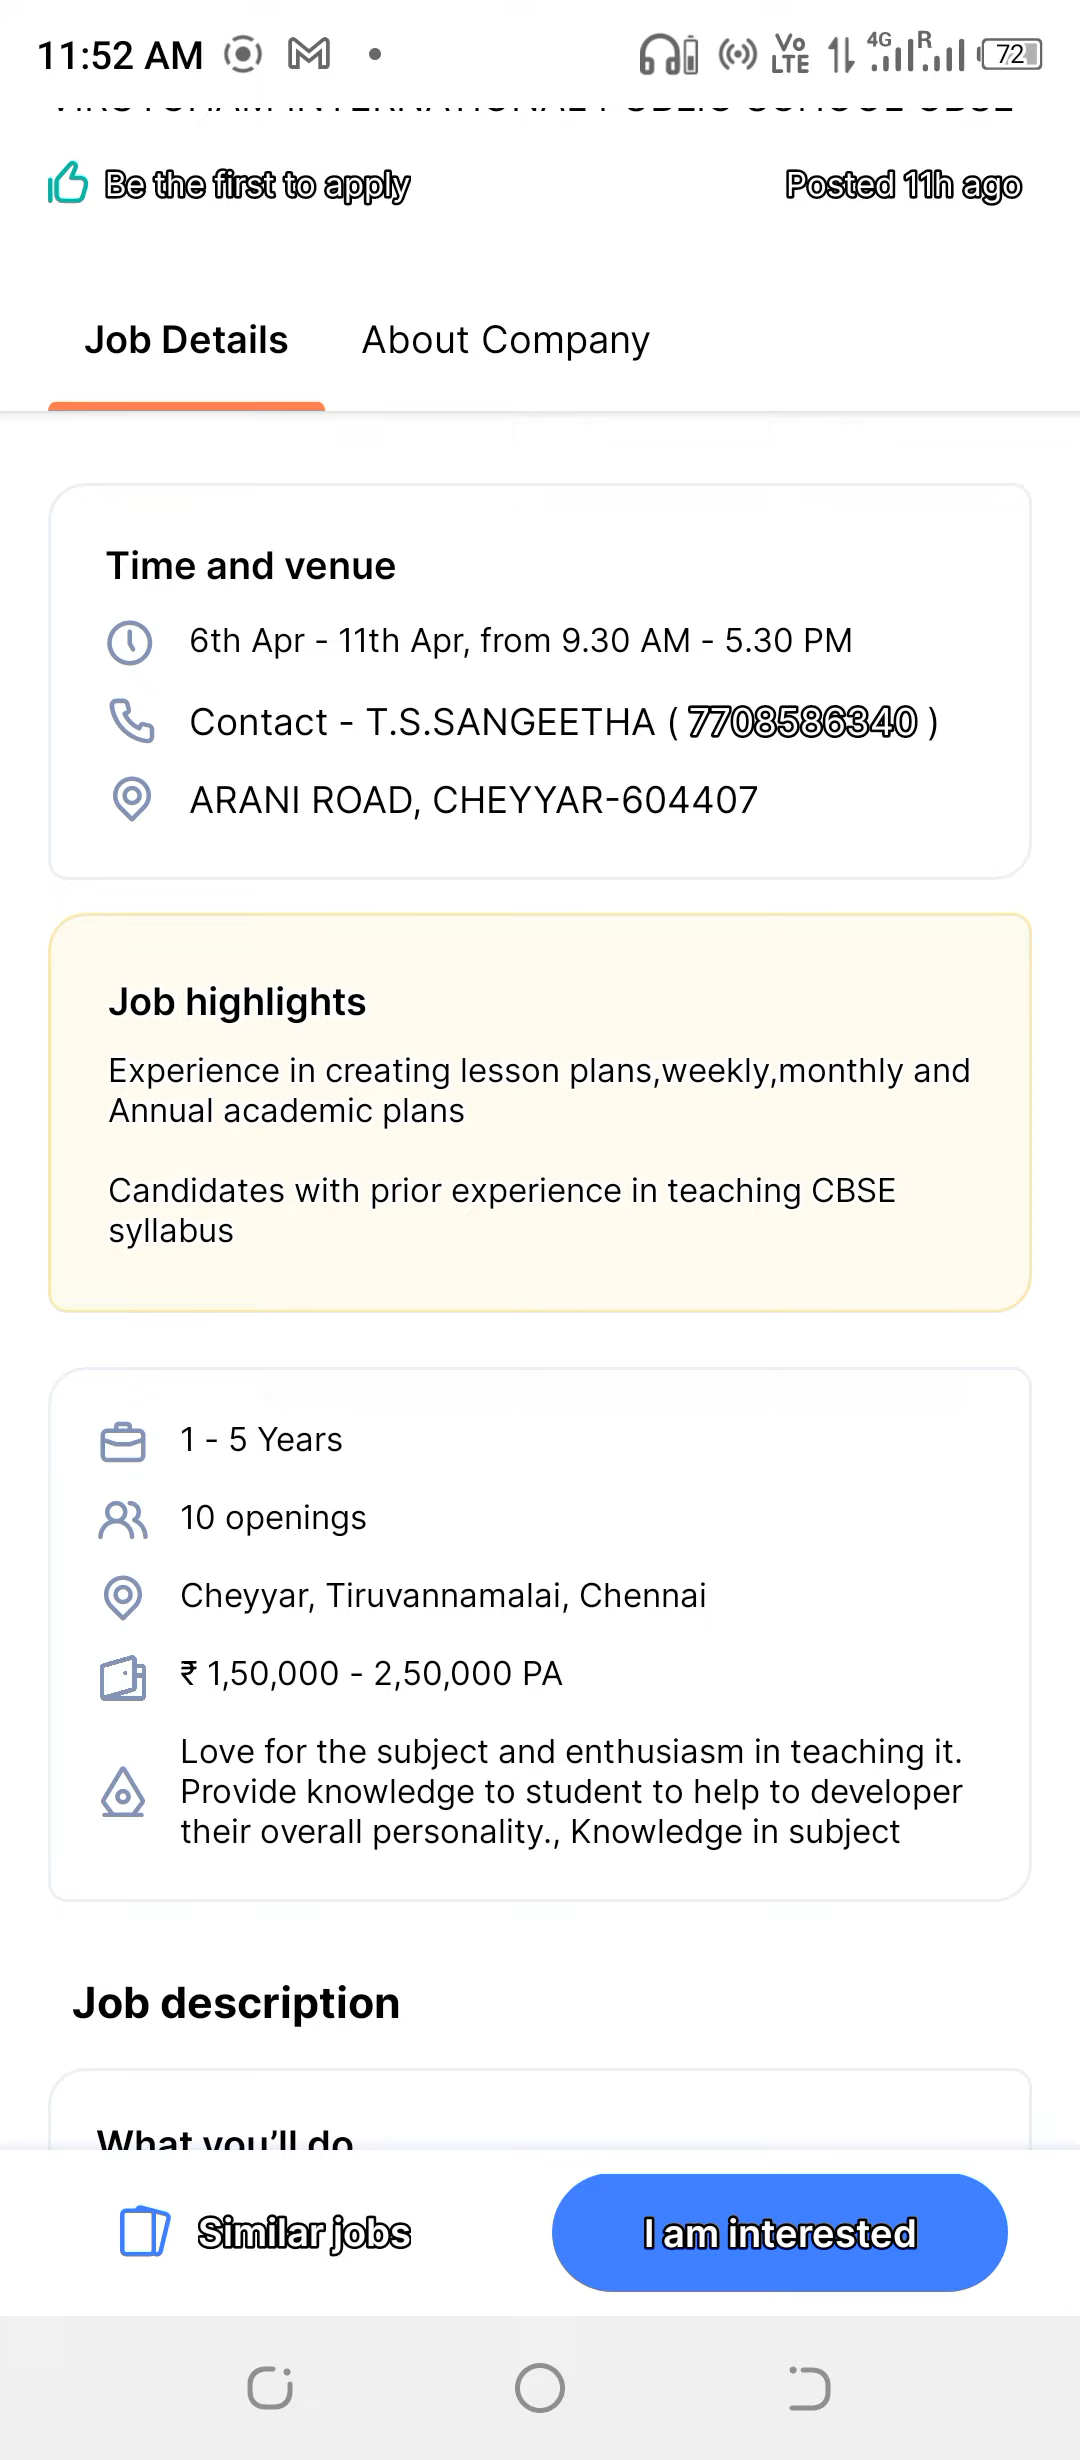 11:52 AM
Vo LTE 4G R 72
Be the first to apply
Posted 11h ago
Job Details
About Company
Time and venue
6th Apr - 11th Apr, from 9.30 AM - 5.30 PM
Contact - T.S.SANGEETHA ( 7708586340 )
ARANI ROAD, CHEYYAR-604407
Job highlights
Experience in creating lesson plans,weekly,monthly and
Annual academic plans
Candidates with prior experience in teaching CBSE
syllabus
1 - 5 Years
10 openings
Cheyyar, Tiruvannamalai, Chennai
₹ 1,50,000 - 2,50,000 PA
Love for the subject and enthusiasm in teaching it.
Provide knowledge to student to help to developer
their overall personality., Knowledge in subject
Job description
What you'll do
Similar jobs
I am interested